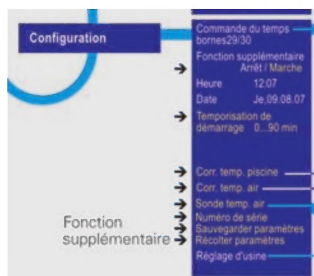 Configuration
Commande du temps
bornes29/30
Fonction supplémentaire
Arrêt / Marche
Heure 12:07
Date Je,09.08.07
Temporisation de
démarrage 0...90 min
Corr. temp. piscine
Corr. temp. air
Sonde temp. air
Numéro de série
Sauvegarder paramètres
Récolter paramètres
Réglage d'usine
Fonction
supplémentaire